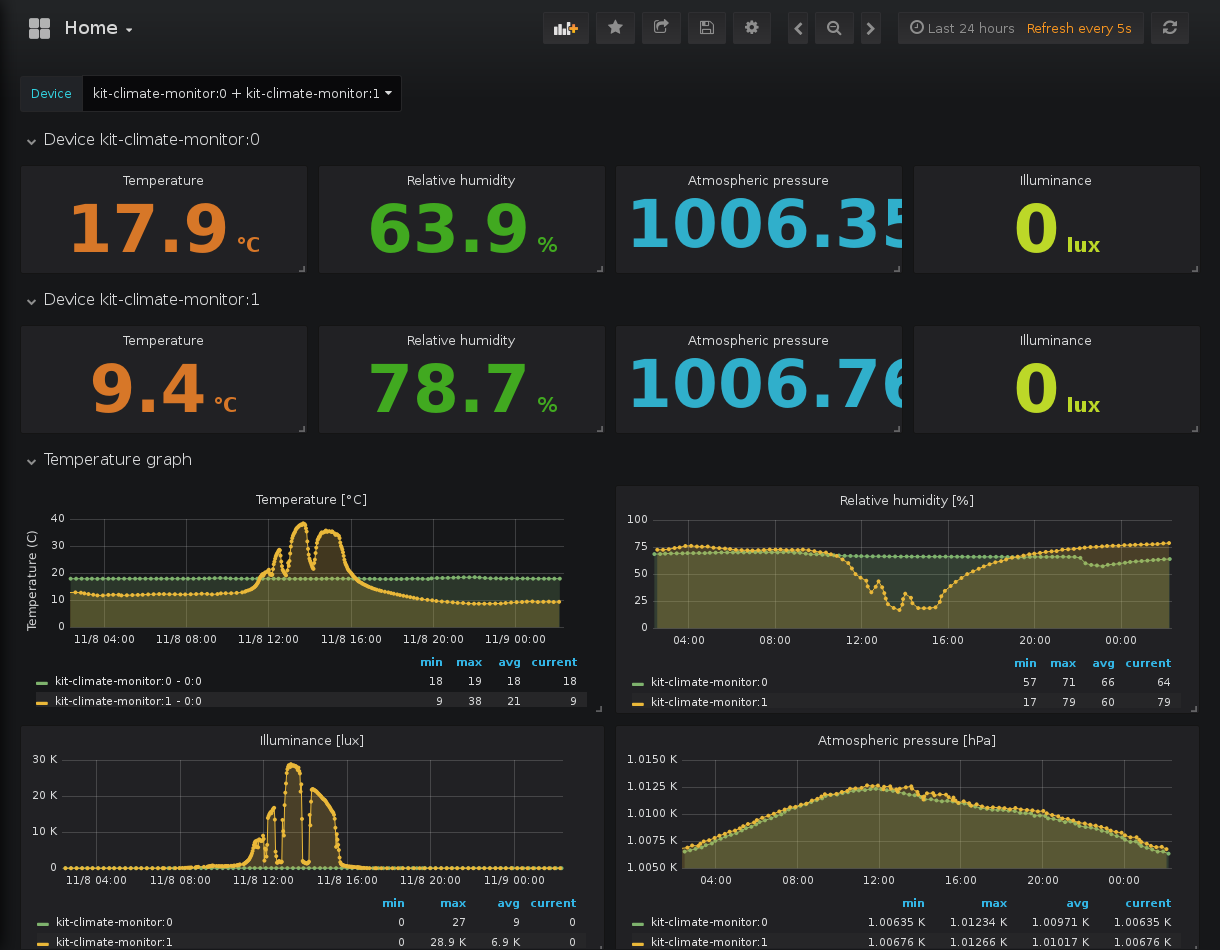 Home
Last 24 hours Refresh every 5s
Device kit-climate-monitor:0 + kit-climate-monitor:1
Device kit-climate-monitor:0
Temperature Relative humidity Atmospheric pressure Illuminance
17.9 °C 63.9 % 1006.35 0 lux
Device kit-climate-monitor:1
Temperature Relative humidity Atmospheric pressure Illuminance
9.4 °C 78.7 % 1006.76 0 lux
Temperature graph
Temperature [°C]
Temperature (C)
40
30
20
10
0
11/8 04:00 11/8 08:00 11/8 12:00 11/8 16:00 11/8 20:00 11/9 00:00
min max avg current
kit-climate-monitor:0 - 0:0 18 19 18 18
kit-climate-monitor:1 - 0:0 9 38 21 9
Relative humidity [%]
100
75
50
25
0
04:00 08:00 12:00 16:00 20:00 00:00
min max avg current
kit-climate-monitor:0 57 71 66 64
kit-climate-monitor:1 17 79 60 79
Illuminance [lux]
30 K
20 K
10 K
0
11/8 04:00 11/8 08:00 11/8 12:00 11/8 16:00 11/8 20:00 11/9 00:00
min max avg current
kit-climate-monitor:0 0 27 9 0
kit-climate-monitor:1 0 28.9 K 6.9 K 0
Atmospheric pressure [hPa]
1.0150 K
1.0125 K
1.0100 K
1.0075 K
1.0050 K
04:00 08:00 12:00 16:00 20:00 00:00
min max avg current
kit-climate-monitor:0 1.00635 K 1.01234 K 1.00971 K 1.00635 K
kit-climate-monitor:1 1.00676 K 1.01266 K 1.01017 K 1.00676 K